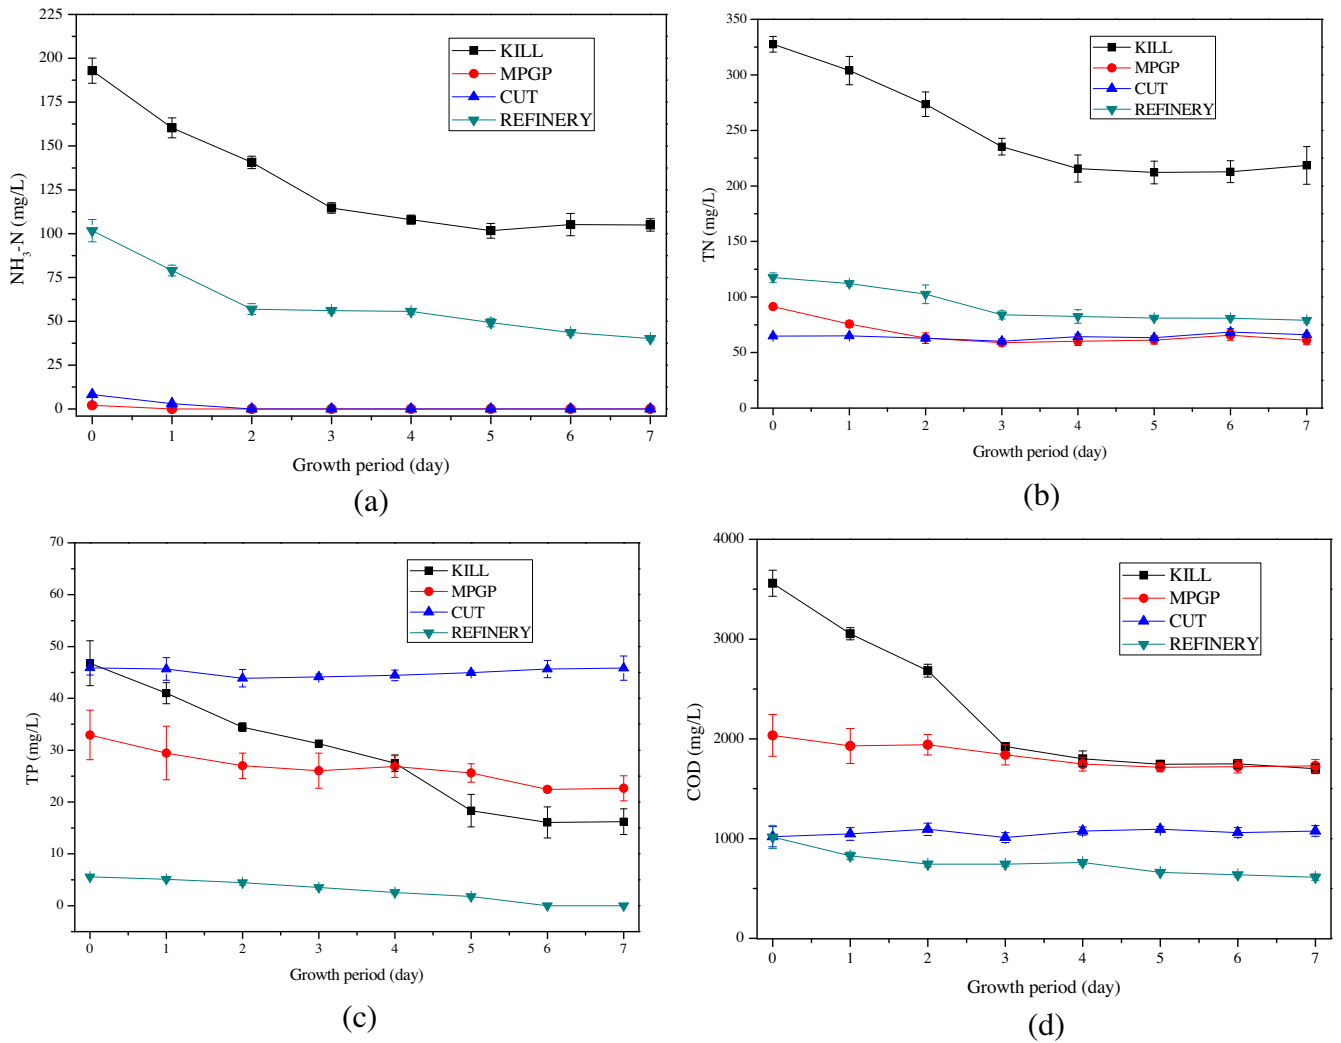 225
200
175
150
125
100
75
50
25
0
NH3-N (mg/L)
KILL
MPGP
CUT
REFINERY
0 1 2 3 4 5 6 7
Growth period (day)
(a)
350
300
250
200
150
100
50
0
TN (mg/L)
KILL
MPGP
CUT
REFINERY
0 1 2 3 4 5 6 7
Growth period (day)
(b)
70
60
50
40
30
20
10
0
TP (mg/L)
KILL
MPGP
CUT
REFINERY
0 1 2 3 4 5 6 7
Growth period (day)
(c)
4000
3000
2000
1000
0
COD (mg/L)
KILL
MPGP
CUT
REFINERY
0 1 2 3 4 5 6 7
Growth period (day)
(d)